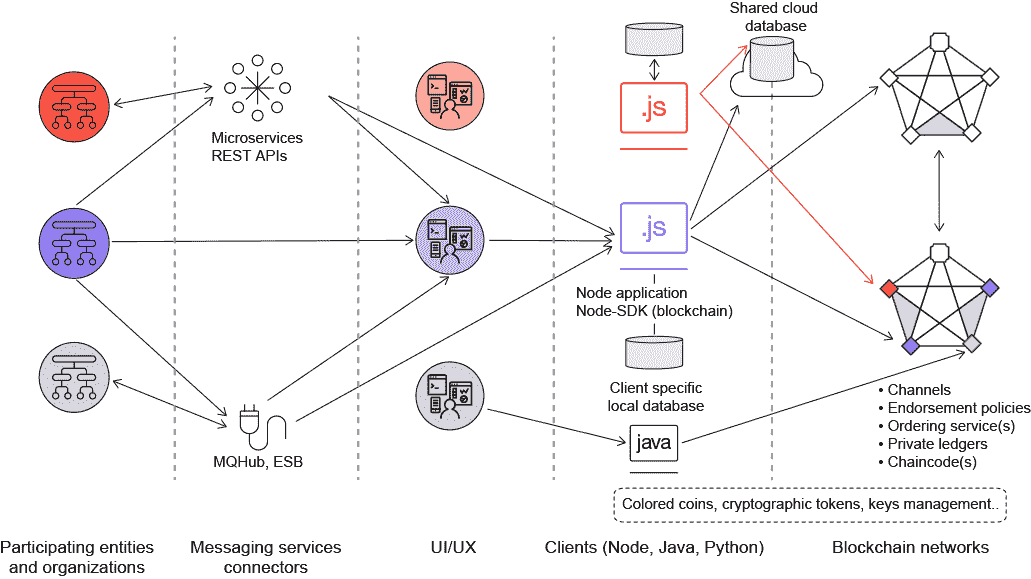 Shared cloud
database
.js
Microservices
REST APIs
.js
Node application
Node-SDK (blockchain)
Client specific
local database
java
MQHub, ESB
• Channels
• Endorsement policies
• Ordering service(s)
• Private ledgers
• Chaincode(s)
Colored coins, cryptographic tokens, keys management..
Participating entities
and organizations
Messaging services
connectors
UI/UX
Clients (Node, Java, Python)
Blockchain networks